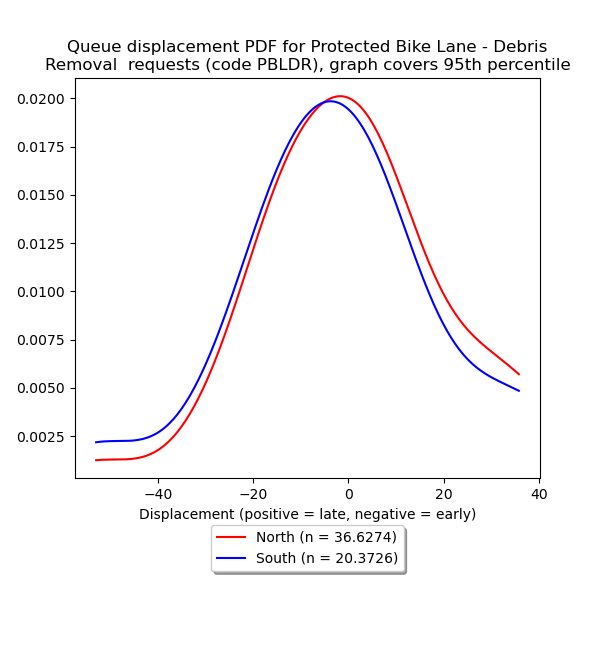 Queue displacement PDF for Protected Bike Lane - Debris
Removal  requests (code PBLDR), graph covers 95th percentile
0.0200
0.0175
0.0150
0.0125
0.0100
0.0075
0.0050
0.0025
−40 −20 0 20 40
Displacement (positive = late, negative = early)
North (n = 36.6274)
South (n = 20.3726)